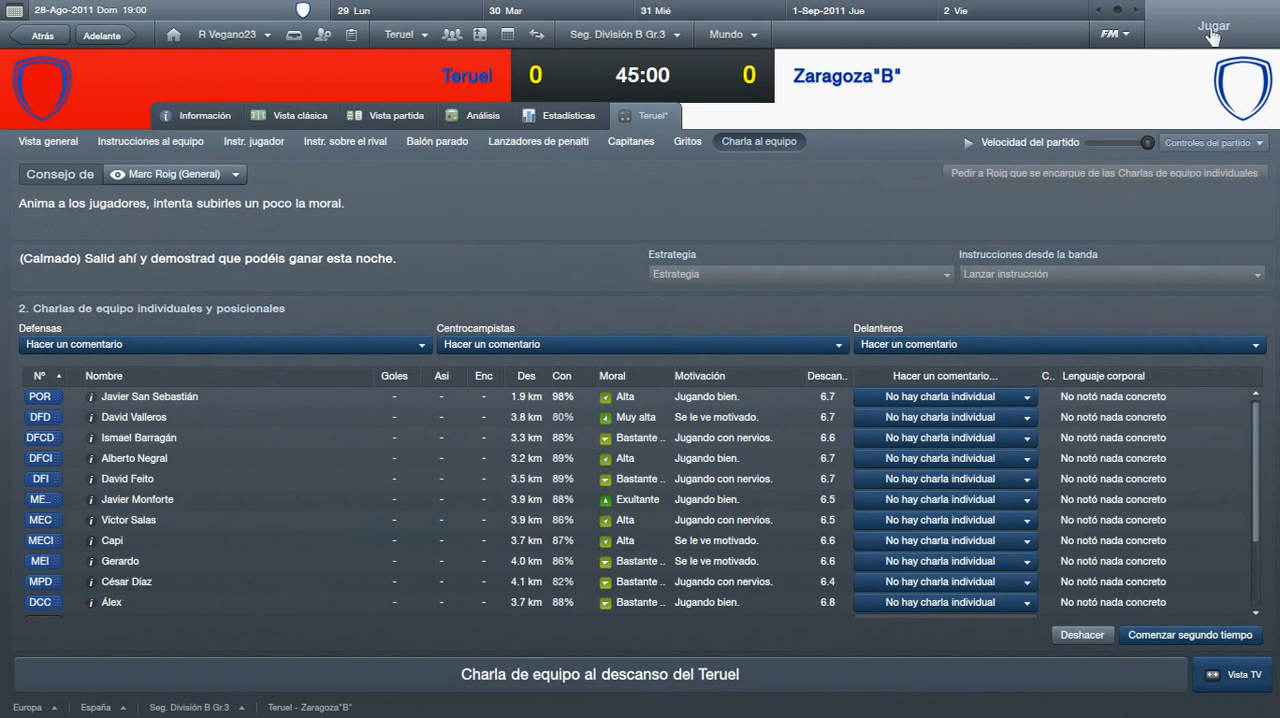 28-Ago-2011 Dom 19:00 29 Lun 30 Mar 31 Mié 1-Sep-2011 Jue 2 Vie
Atrás Adelante R Vegano23 Teruel Seg. División B Gr.3 Mundo FM Jugar
Teruel 0 45:00 0 Zaragoza"B"
Información Vista clásica Vista partida Análisis Estadísticas Teruel*
Vista general Instrucciones al equipo Instr. jugador Instr. sobre el rival Balón parado Lanzadores de penalti Capitanes Gritos Charla al equipo Velocidad del partido Controles del partido
Consejo de Marc Roig (General) Pedir a Roig que se encargue de las Charlas de equipo individuales
Anima a los jugadores, intenta subirles un poco la moral.
Estrategia Instrucciones desde la banda
(Calmado) Salid ahí y demostrad que podéis ganar esta noche.
Estrategia Lanzar instrucción
2. Charlas de equipo individuales y posicionales
Defensas Centrocampistas Delanteros
Hacer un comentario Hacer un comentario Hacer un comentario
Nº Nombre Goles Asi Enc Des Con Moral Motivación Descan.. Hacer un comentario... C.. Lenguaje corporal
POR Javier San Sebastián - - - 1.9 km 98% Alta Jugando bien. 6.7 No hay charla individual No notó nada concreto
DFD David Valleros - - - 3.9 km 80% Muy alta Se le ve motivado. 6.7 No hay charla individual No notó nada concreto
DFCD Ismael Barragán - - - 3.3 km 88% Bastante .. Jugando con nervios. 6.6 No hay charla individual No notó nada concreto
DFCI Alberto Negral - - - 3.2 km 89% Alta Jugando bien. 6.7 No hay charla individual No notó nada concreto
DFI David Feito - - - 3.5 km 89% Bastante .. Jugando con nervios. 6.7 No hay charla individual No notó nada concreto
ME.. Javier Monforte - - - 3.9 km 88% Exultante Jugando bien. 6.5 No hay charla individual No notó nada concreto
MEC Víctor Salas - - - 3.9 km 86% Alta Jugando con nervios. 6.5 No hay charla individual No notó nada concreto
MECI Capi - - - 3.7 km 87% Alta Se le ve motivado. 6.6 No hay charla individual No notó nada concreto
MEI Gerardo - - - 4.0 km 86% Bastante .. Se le ve motivado. 6.6 No hay charla individual No notó nada concreto
MPD César Díaz - - - 4.1 km 82% Bastante .. Jugando con nervios. 6.4 No hay charla individual No notó nada concreto
DCC Álex - - - 3.7 km 88% Bastante .. Jugando bien. 6.8 No hay charla individual No notó nada concreto
Deshacer Comenzar segundo tiempo
Charla de equipo al descanso del Teruel Vista TV
Europa España Seg. División B Gr.3 Teruel - Zaragoza"B"